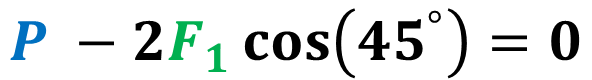 P − 2F₁ cos(45°) = 0